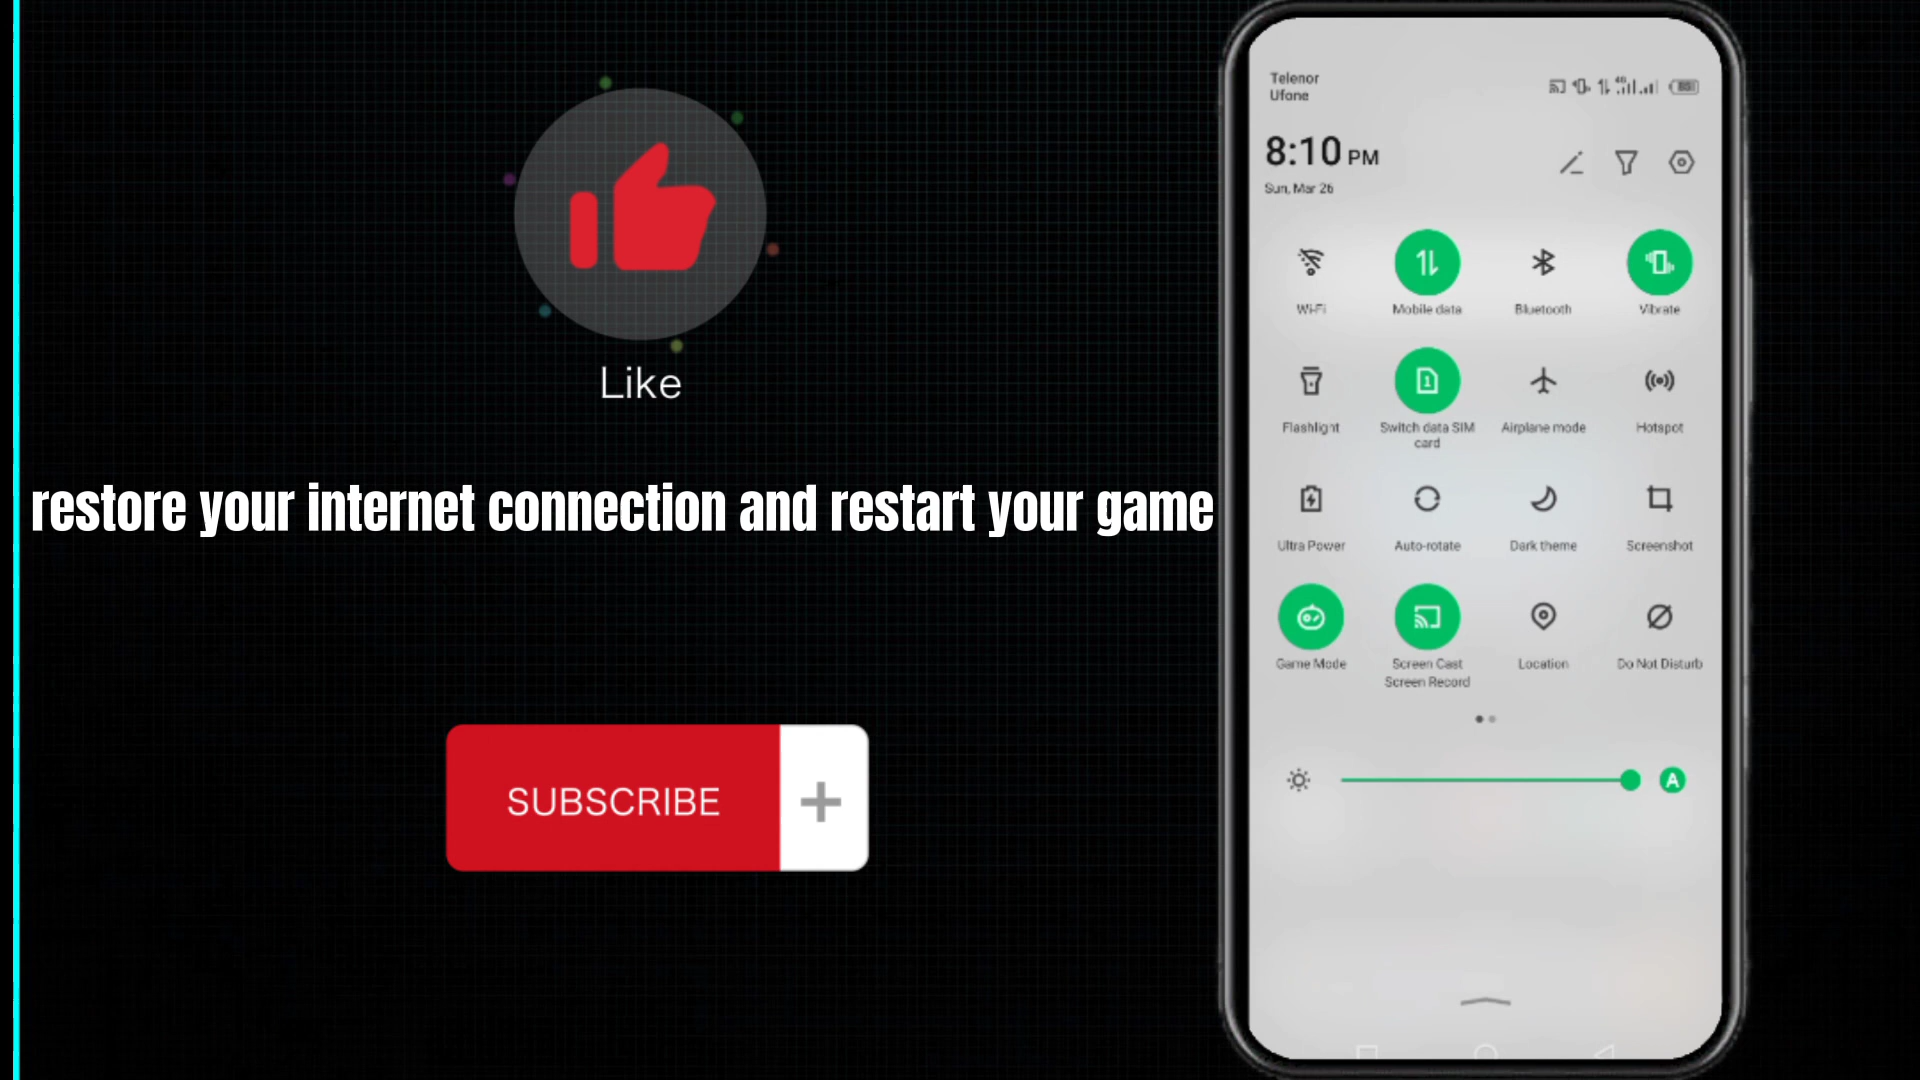 Like
restore your internet connection and restart your game
SUBSCRIBE
Telenor
Ufone
4G
8:10 PM
Sun, Mar 26
Wi-Fi
Mobile data
Bluetooth
Vibrate
Flashlight
Switch data SIM
card
Airplane mode
Hotspot
Ultra Power
Auto-rotate
Dark theme
Screenshot
Game Mode
Screen Cast
Screen Record
Location
Do Not Disturb
A